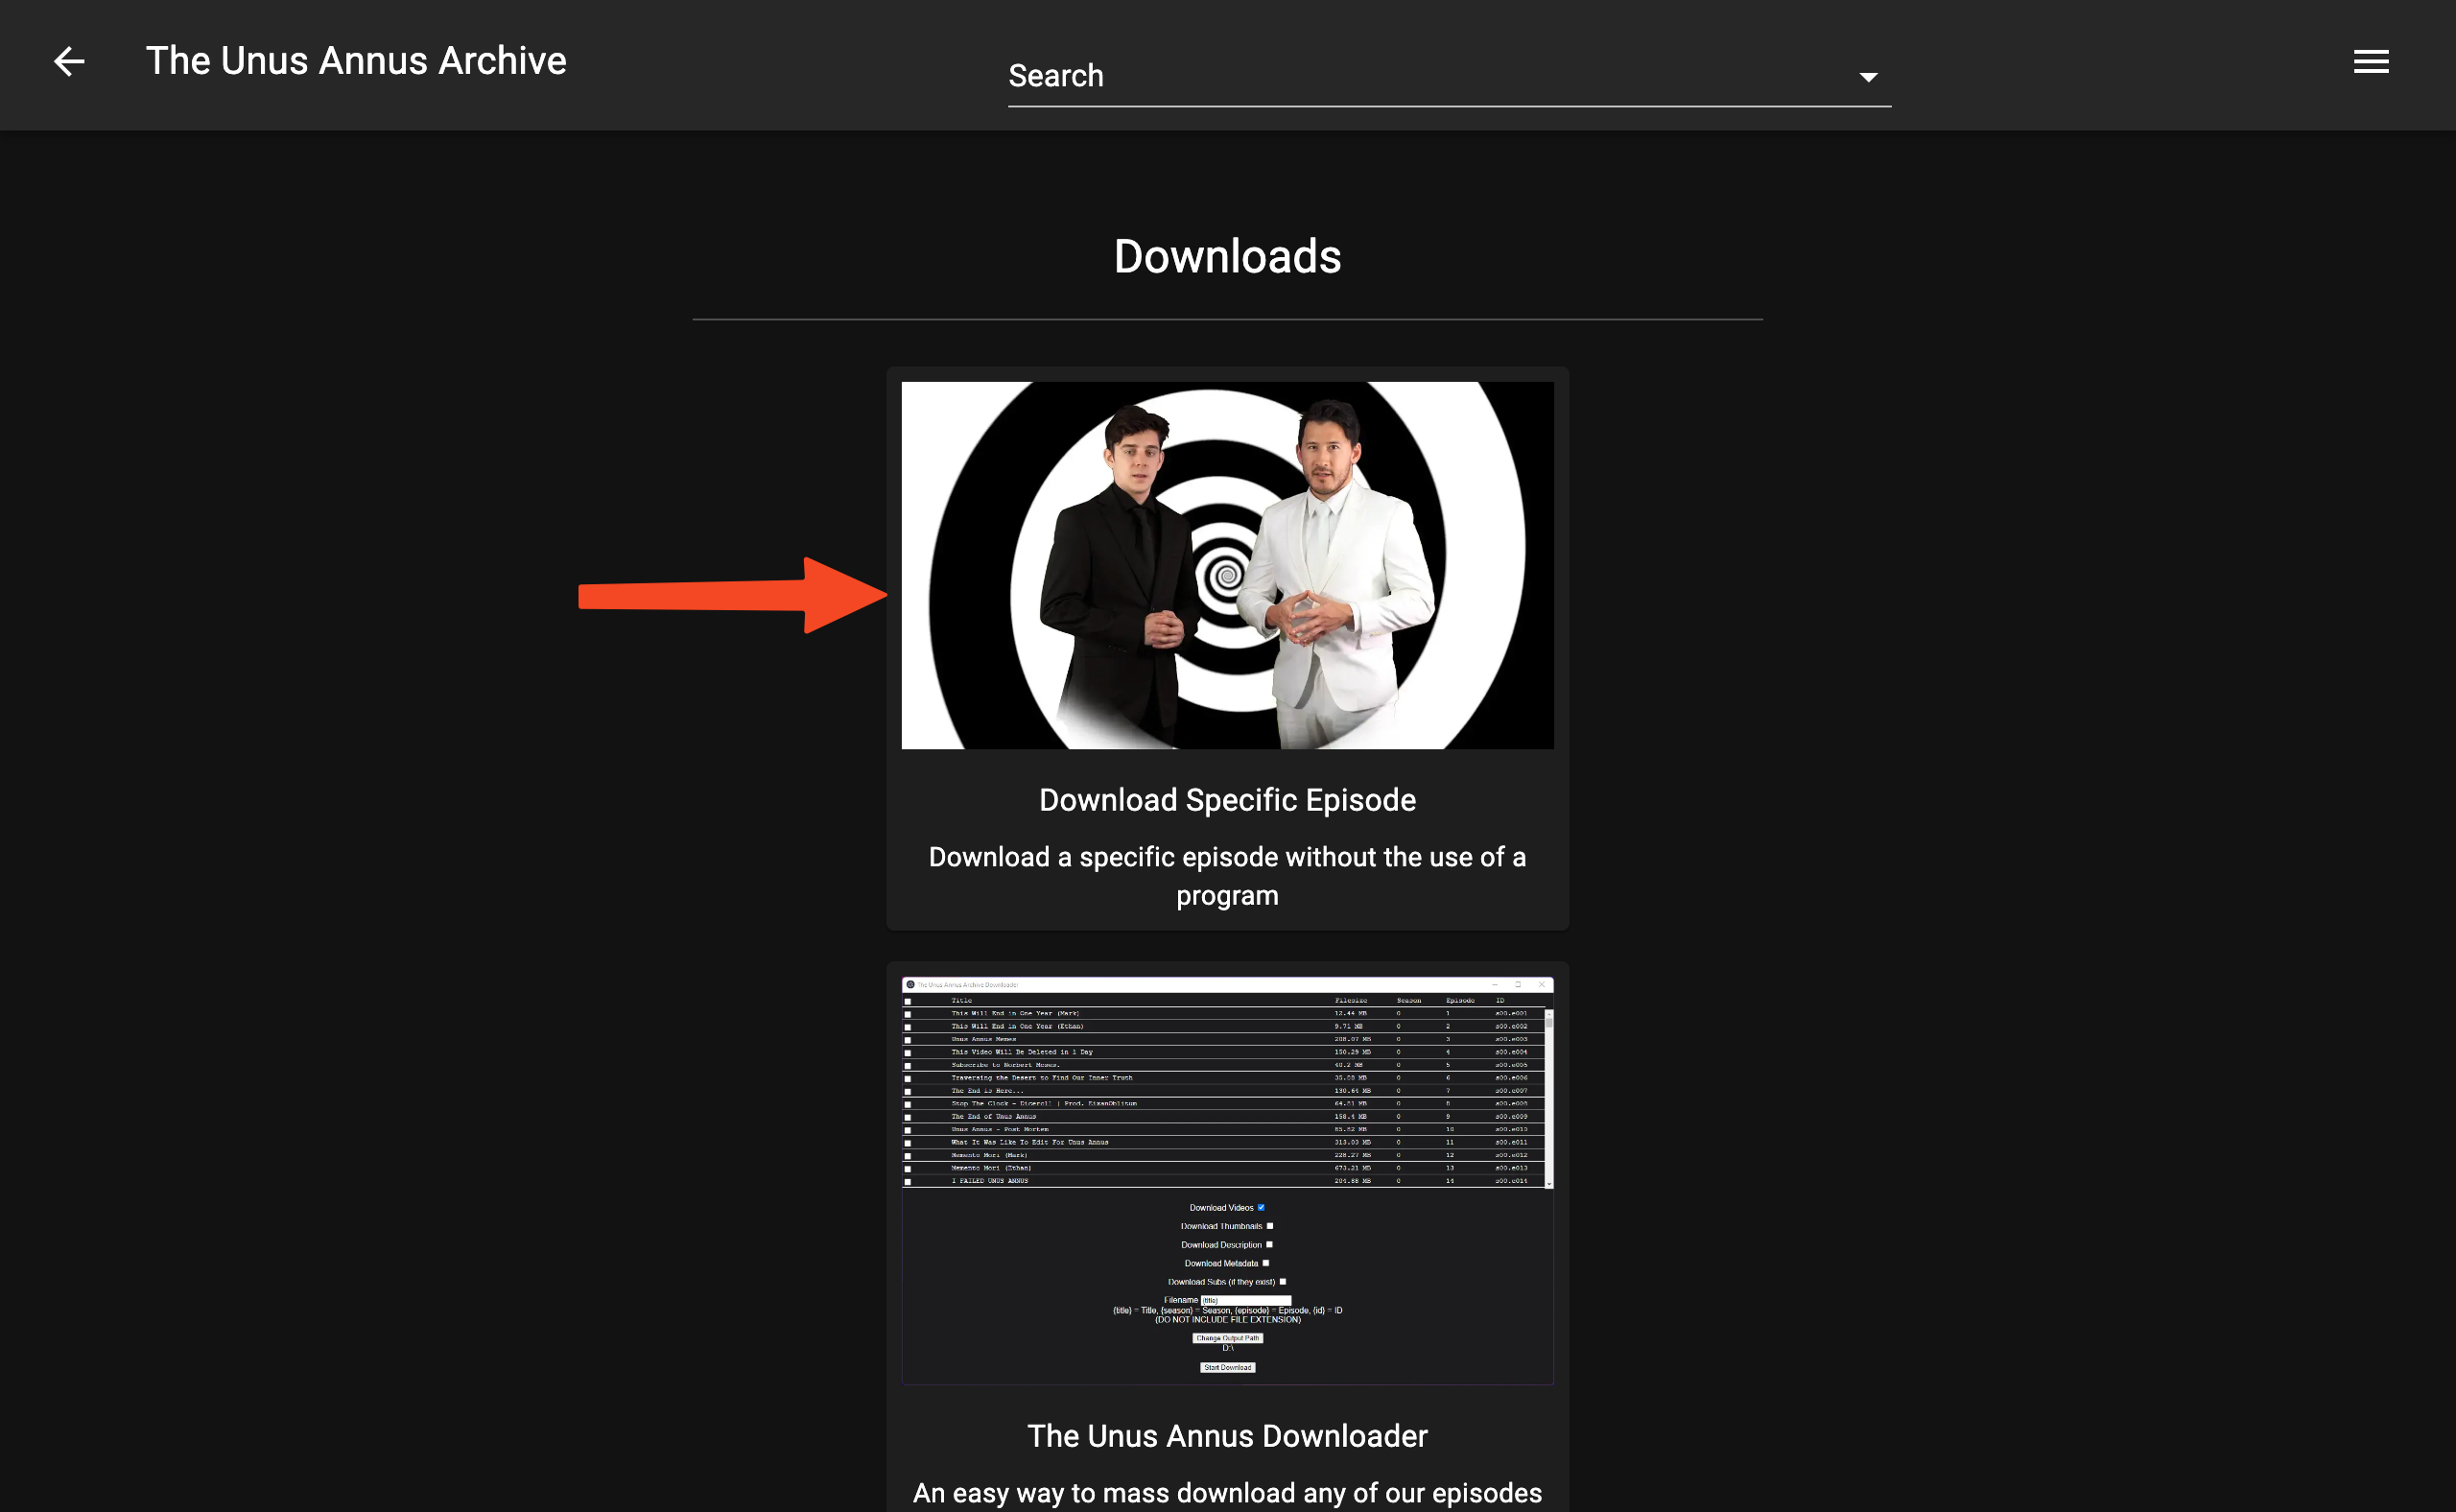 The Unus Annus Archive
Search
Downloads
Download Specific Episode
Download a specific episode without the use of a
program
The Unus Annus Archive Downloader
Title Filesize Season Episode ID
This Will End in One Year (Mark) 12.44 MB 0 1 s00.e001
This Will End in One Year (Ethan) 9.71 MB 0 2 s00.e002
Unus Annus Memes 208.07 MB 0 3 s00.e003
This Video Will Be Deleted in 1 Day 150.29 MB 0 4 s00.e004
Subscribe to Norbert Moses. 40.2 MB 0 5 s00.e005
Traversing the Desert to Find Our Inner Truth MB 0 6 s00.e006
The End is Here... 130.64 MB 0 7 s00.e007
Stop The Clock - Diceroll | Prod. 64.81 MB 0 8 s00.e008
The End of Unus Annus 158.4 MB 0 9 s00.e009
Unus Annus - Post Mortem 85.82 MB 0 10 s00.e010
What It Was Like To Edit For Unus Annus 313.03 MB 0 11 s00.e011
Memento Mori (Mark) 228.27 MB 0 12 s00.e012
Memento Mori (Ethan) 673.21 MB 0 13 s00.e013
I FAILED UNUS ANNUS 204.88 MB 0 14 s00.e014
Download Videos
Download Thumbnails
Download Description
Download Metadata
Download Subs (if they exist)
Filename {title}
{title} = Title, {season} = Season, {episode} = Episode, {id} = ID
(DO NOT INCLUDE FILE EXTENSION)
Change Output Path
D:\
Start Download
The Unus Annus Downloader
An easy way to mass download any of our episodes